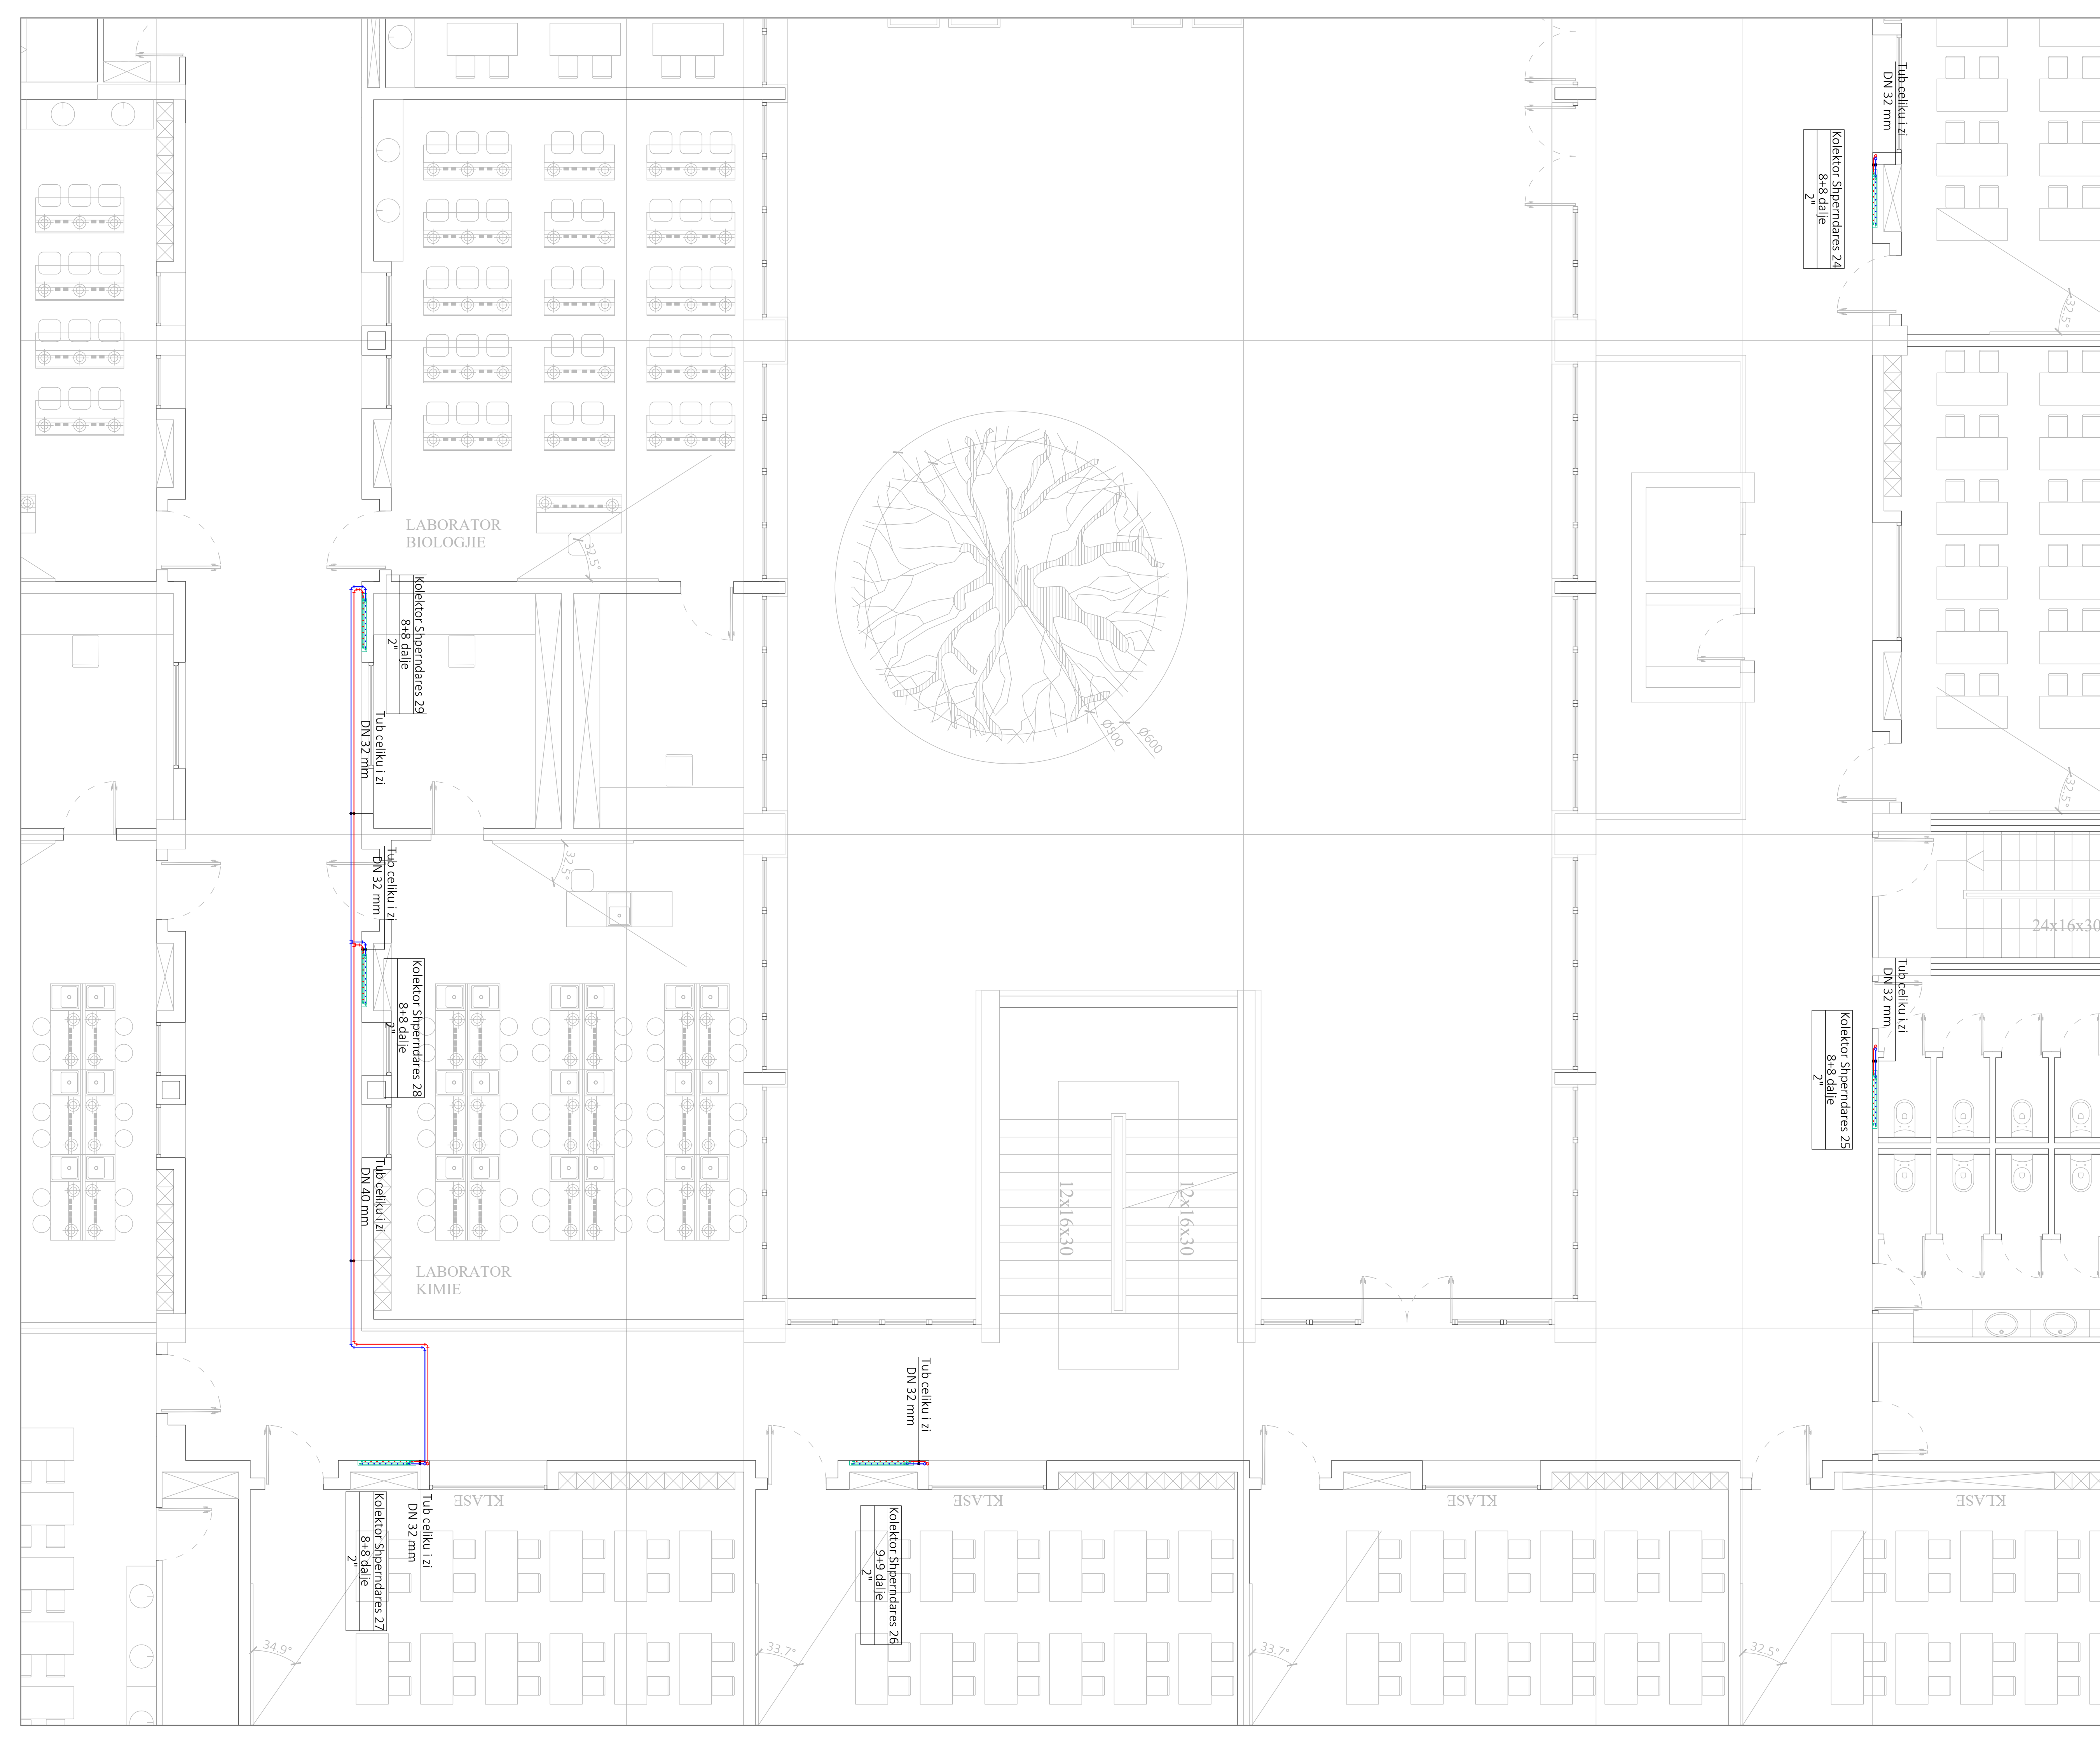 Tub celiku i zi
DN 32 mm
Kolektor Shperndares 24
8+8 dalje
2"
32.5°
LABORATOR
BIOLOGJIE
32.5°
Kolektor Shperndares 29
8+8 dalje
2"
Tub celiku i zi
DN 32 mm
Ø500
Ø600
32.5°
Tub celiku i zi
DN 32 mm
32.5°
24x16x30
Kolektor Shperndares 28
8+8 dalje
2"
Tub celiku i zi
DN 32 mm
Kolektor Shperndares 25
8+8 dalje
2"
Tub celiku i zi
DN 40 mm
12x16x30
12x16x30
LABORATOR
KIMIE
Tub celiku i zi
DN 32 mm
KLASE
KLASE
KLASE
KLASE
Tub celiku i zi
DN 32 mm
Kolektor Shperndares 27
8+8 dalje
2"
Kolektor Shperndares 26
9+9 dalje
2"
34.9°
33.7°
33.7°
32.5°